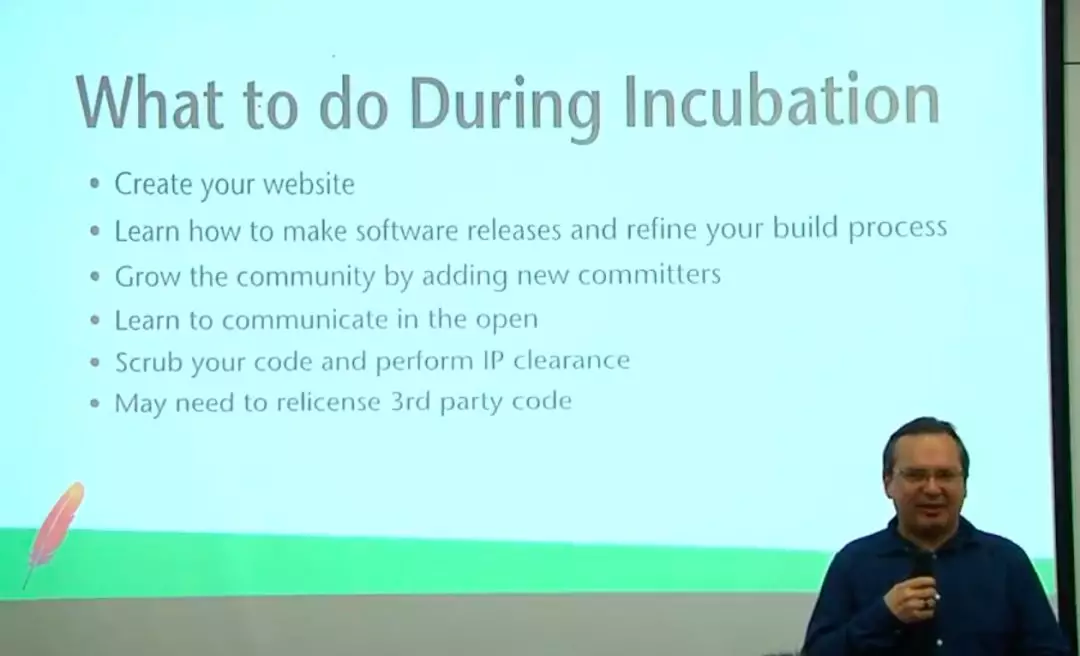 What to do During Incubation
• Create your website
• Learn how to make software releases and refine your build process
• Grow the community by adding new committers
• Learn to communicate in the open
• Scrub your code and perform IP clearance
• May need to relicense 3rd party code